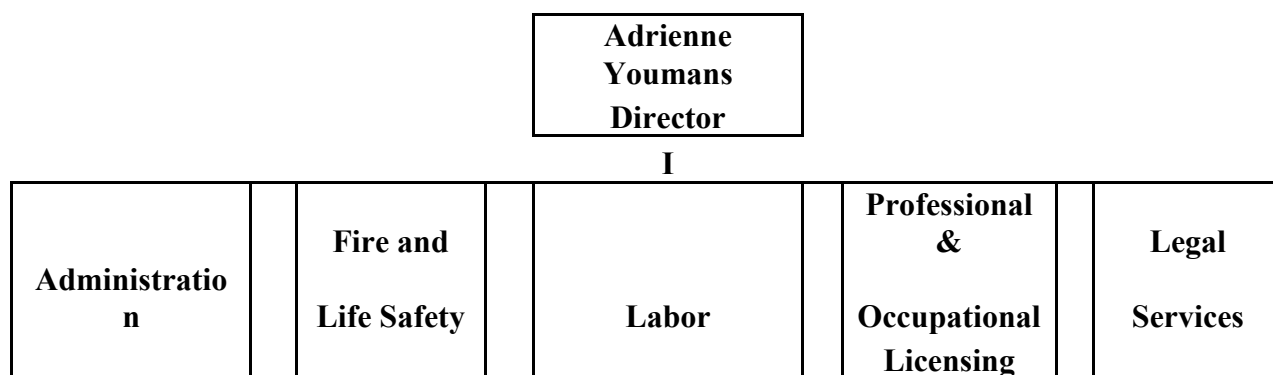 Adrienne
Youmans
Director
I
Administratio
n
Fire and
Life Safety
Labor
Professional
&
Occupational
Licensing
Legal
Services